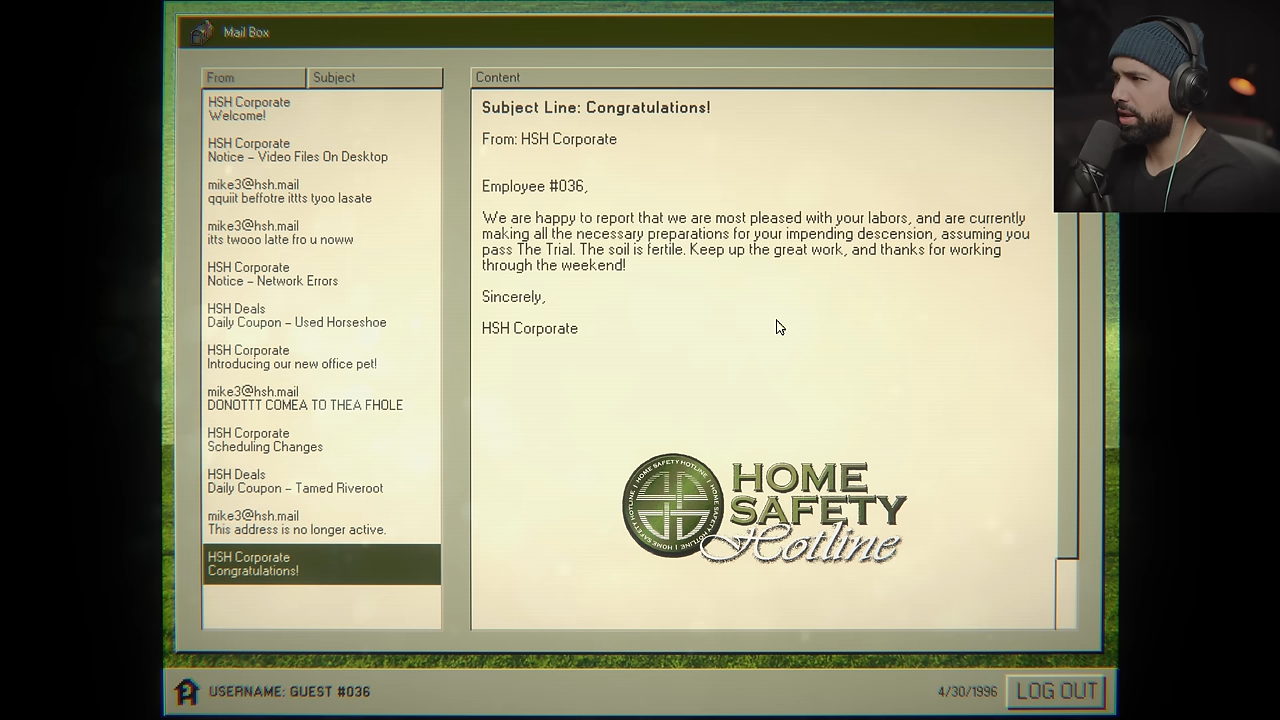 Mail Box
From
Subject
Content
HSH Corporate
Welcome!
HSH Corporate
Notice - Video Files On Desktop
mike3@hsh.mail
qquiit beffotre ittts tyoo lasate
mike3@hsh.mail
itts twooo latte fro u noww
HSH Corporate
Notice - Network Errors
HSH Deals
Daily Coupon - Used Horseshoe
HSH Corporate
Introducing our new office pet!
mike3@hsh.mail
DONOTTT COMEA TO THEA FHOLE
HSH Corporate
Scheduling Changes
HSH Deals
Daily Coupon - Tamed Riveroot
mike3@hsh.mail
This address is no longer active.
HSH Corporate
Congratulations!
Subject Line: Congratulations!
From: HSH Corporate
Employee #036,
We are happy to report that we are most pleased with your labors, and are currently
making all the necessary preparations for your impending descension, assuming you
pass The Trial. The soil is fertile. Keep up the great work, and thanks for working
through the weekend!
Sincerely,
HSH Corporate
HOME
SAFETY
Hotline
USERNAME: GUEST #036
4/30/1996
LOG OUT